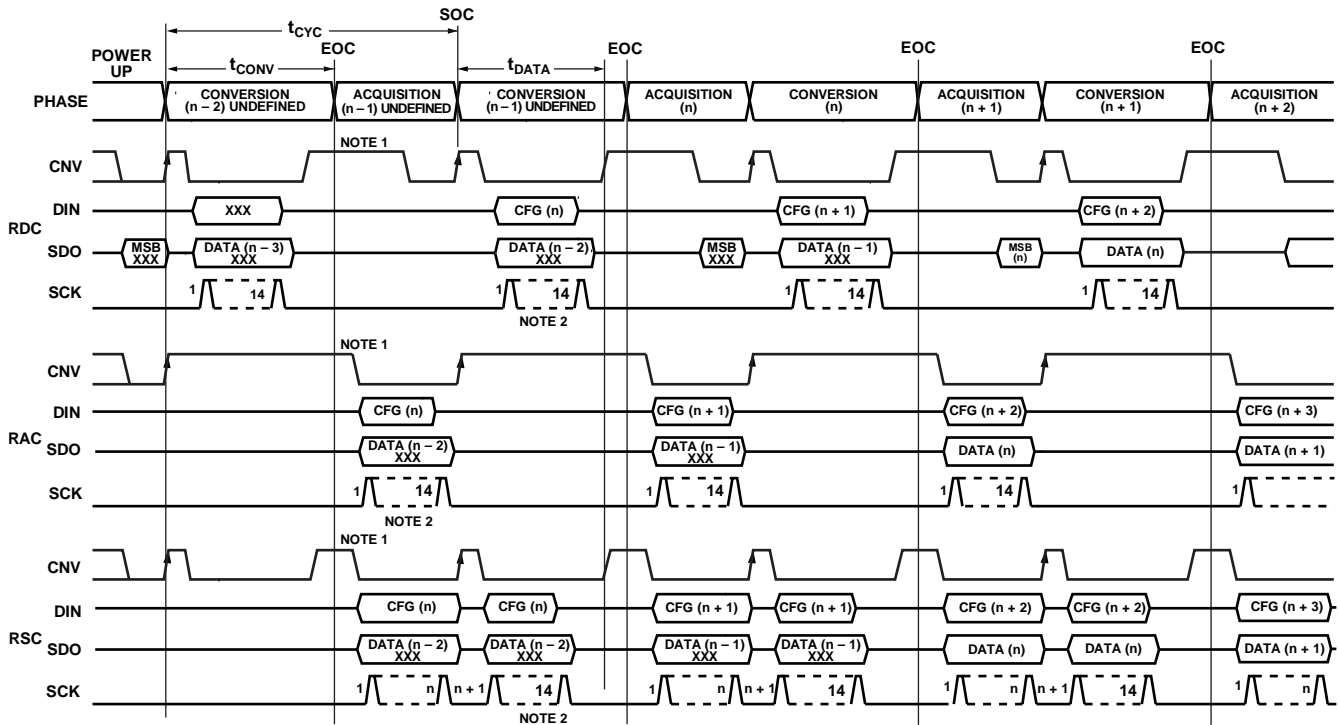 SOC
tCYC
POWER UP
EOC EOC EOC
tCONV tDATA
PHASE
CONVERSION (n – 2) UNDEFINED
ACQUISITION (n – 1) UNDEFINED
CONVERSION (n – 1) UNDEFINED
ACQUISITION (n)
CONVERSION (n)
ACQUISITION (n + 1)
CONVERSION (n + 1)
ACQUISITION (n + 2)
NOTE 1
CNV
RDC
DIN XXX CFG (n) CFG (n + 1) CFG (n + 2)
SDO
MSB XXX
DATA (n – 3) XXX
DATA (n – 2) XXX
MSB XXX
DATA (n – 1) XXX
MSB (n)
DATA (n)
SCK 1 14 1 14 1 14 1 14
NOTE 2
NOTE 1
CNV
RAC
DIN CFG (n) CFG (n + 1) CFG (n + 2) CFG (n + 3)
SDO
DATA (n – 2) XXX
DATA (n – 1) XXX
DATA (n)
DATA (n + 1)
SCK 1 14 1 14 1 14 1
NOTE 2
NOTE 1
CNV
RSC
DIN CFG (n) CFG (n) CFG (n + 1) CFG (n + 1) CFG (n + 2) CFG (n + 2) CFG (n + 3)
SDO
DATA (n – 2) XXX
DATA (n – 2) XXX
DATA (n – 1) XXX
DATA (n – 1) XXX
DATA (n)
DATA (n)
DATA (n + 1)
SCK 1 n n + 1 14 1 n n + 1 14 1 n n + 1 14 1 n
NOTE 2